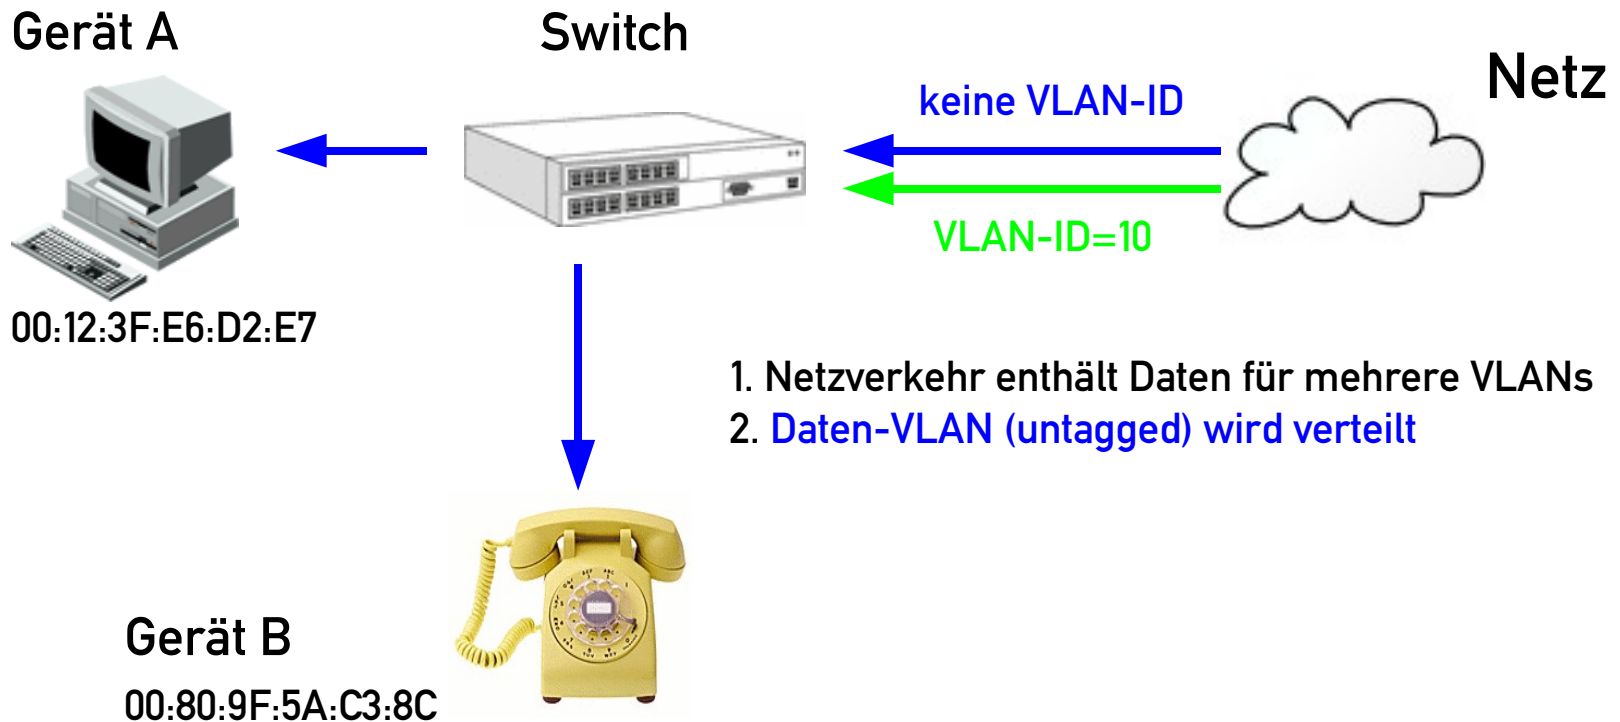 Gerät A
Switch
Netz
keine VLAN-ID
VLAN-ID=10
00:12:3F:E6:D2:E7
1. Netzverkehr enthält Daten für mehrere VLANs
2. Daten-VLAN (untagged) wird verteilt
Gerät B
00:80:9F:5A:C3:8C